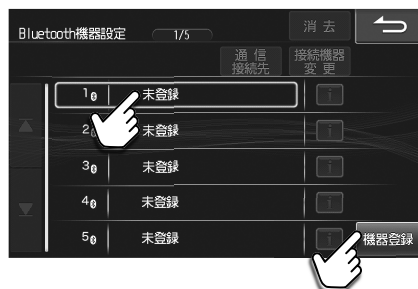 Bluetooth機器設定 1/5 消去
通信接続先 接続機器変更
1 未登録 i
2 未登録 i
3 未登録 i
4 未登録 i
5 未登録 i 機器登録